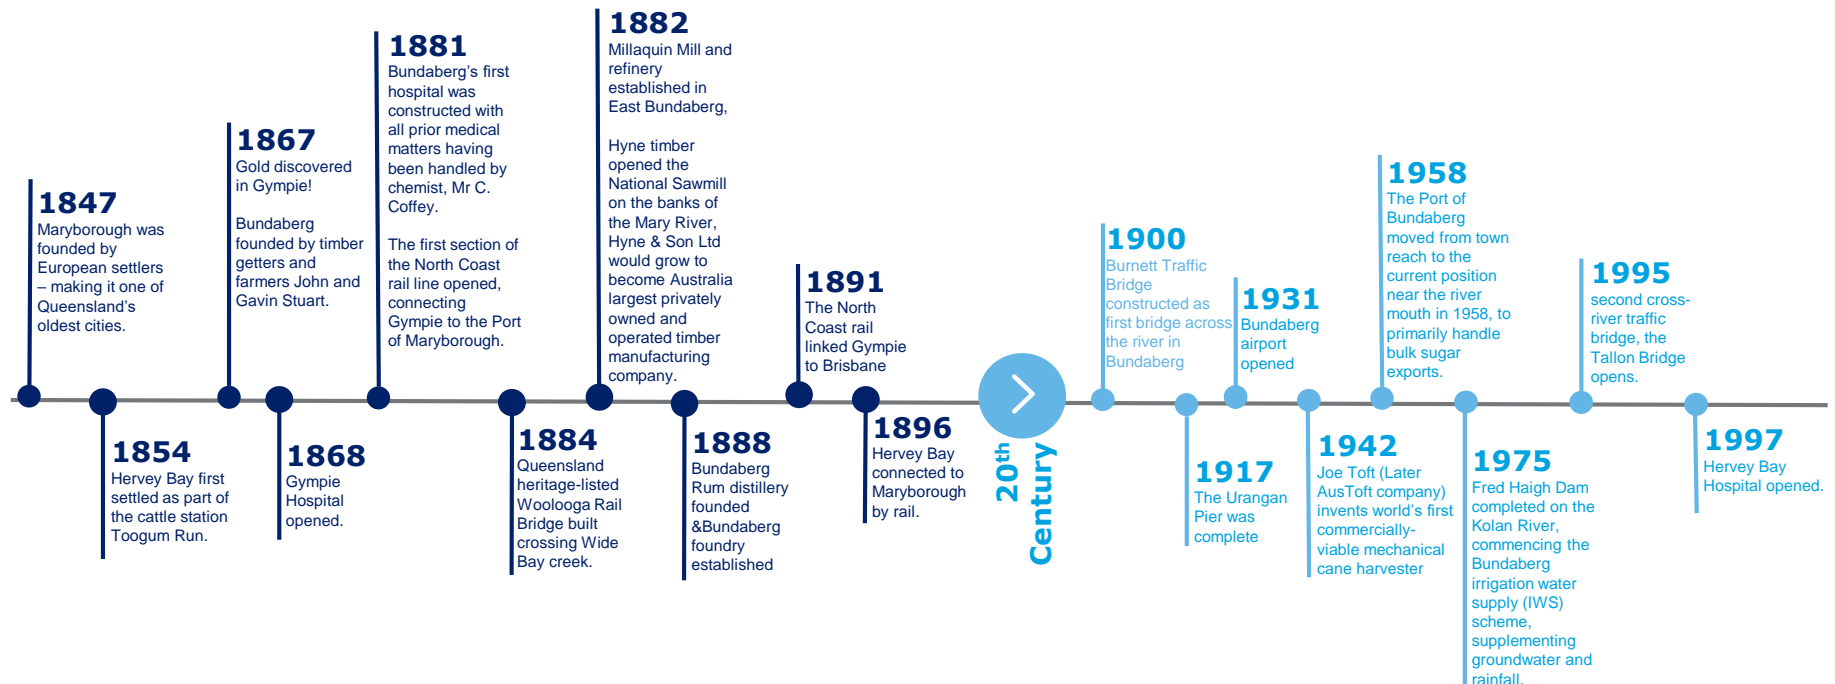 1847
Maryborough was
founded by
European settlers
– making it one of
Queensland's
oldest cities.
1854
Hervey Bay first
settled as part of
the cattle station
Toogum Run.
1867
Gold discovered
in Gympie!
Bundaberg
founded by timber
getters and
farmers John and
Gavin Stuart.
1868
Gympie
Hospital
opened.
1881
Bundaberg's first
hospital was
constructed with
all prior medical
matters having
been handled by
chemist, Mr C.
Coffey.
The first section of
the North Coast
rail line opened,
connecting
Gympie to the Port
of Maryborough.
1884
Queensland
heritage-listed
Woolooga Rail
Bridge built
crossing Wide
Bay creek.
1882
Millaquin Mill and
refinery
established in
East Bundaberg,
Hyne timber
opened the
National Sawmill
on the banks of
the Mary River,
Hyne & Son Ltd
would grow to
become Australia
largest privately
owned and
operated timber
manufacturing
company.
1888
Bundaberg
Rum distillery
founded
&Bundaberg
foundry
established
1891
The North
Coast rail
linked Gympie
to Brisbane
1896
Hervey Bay
connected to
Maryborough
by rail.
20th
Century
1900
Burnett Traffic
Bridge
constructed as
first bridge across
the river in
Bundaberg
1917
The Urangan
Pier was
complete
1931
Bundaberg
airport
opened
1942
Joe Toft (Later
AusToft company)
invents world's first
commercially-
viable mechanical
cane harvester
1958
The Port of
Bundaberg
moved from town
reach to the
current position
near the river
mouth in 1958, to
primarily handle
bulk sugar
exports.
1975
Fred Haigh Dam
completed on the
Kolan River,
commencing the
Bundaberg
irrigation water
supply (IWS)
scheme,
supplementing
groundwater and
rainfall.
1995
second cross-
river traffic
bridge, the
Tallon Bridge
opens.
1997
Hervey Bay
Hospital opened.